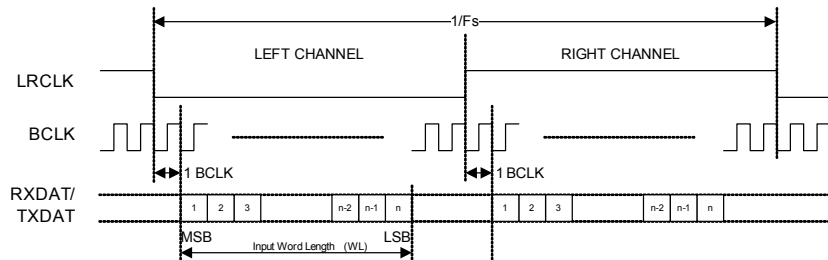 1/Fs
LEFT CHANNEL
RIGHT CHANNEL
LRCLK
BCLK
1 BCLK
1 BCLK
RXDAT/
TXDAT
1 2 3 n-2 n-1 n
1 2 3 n-2 n-1 n
MSB
LSB
Input Word Length (WL)